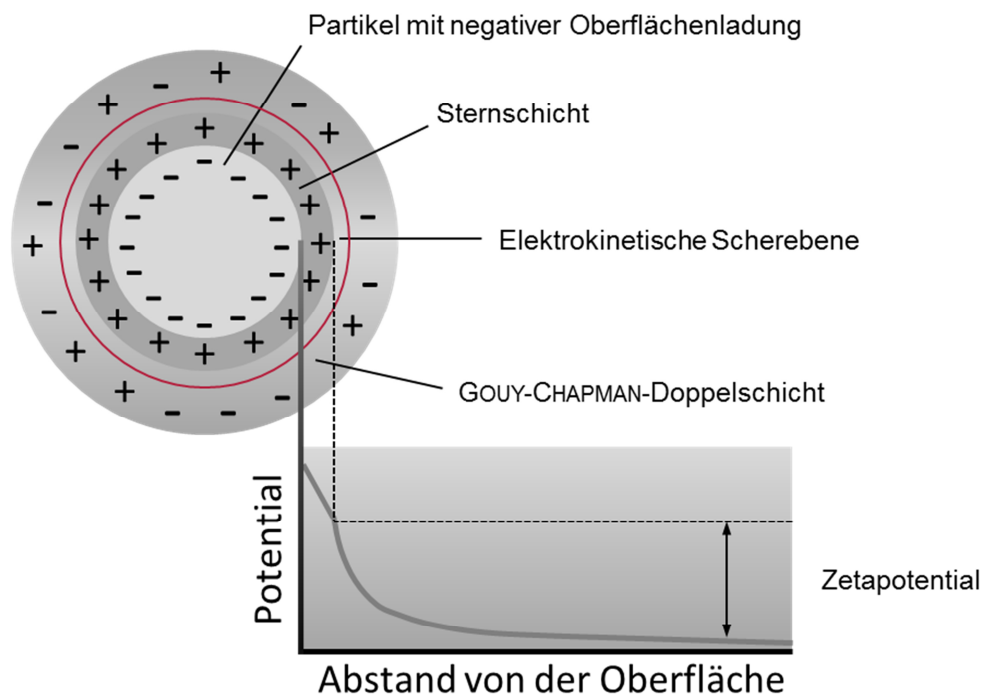 Partikel mit negativer Oberflächenladung
Sternschicht
Elektrokinetische Scherebene
GOUY-CHAPMAN-Doppelschicht
Potential
Zetapotential
Abstand von der Oberfläche